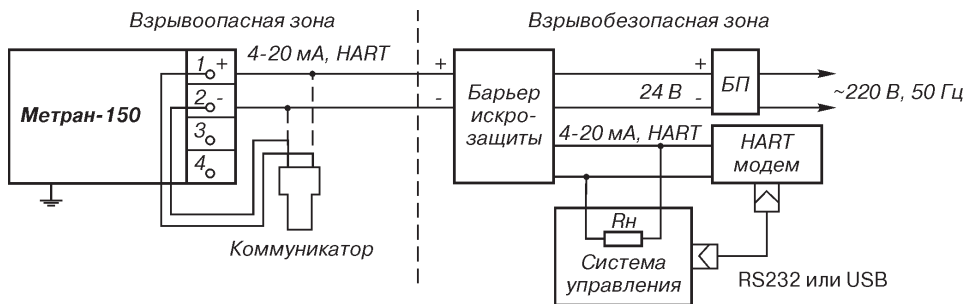 Взрывоопасная зона
Взрывобезопасная зона
4-20 мА, HART
1 +
2 -
3
4
Метран-150
+
-
Барьер
искро-
защиты
+
24 В -
БП
~220 В, 50 Гц
4-20 мА, HART
HART
модем
Rн
Система
управления
Коммуникатор
RS232 или USB